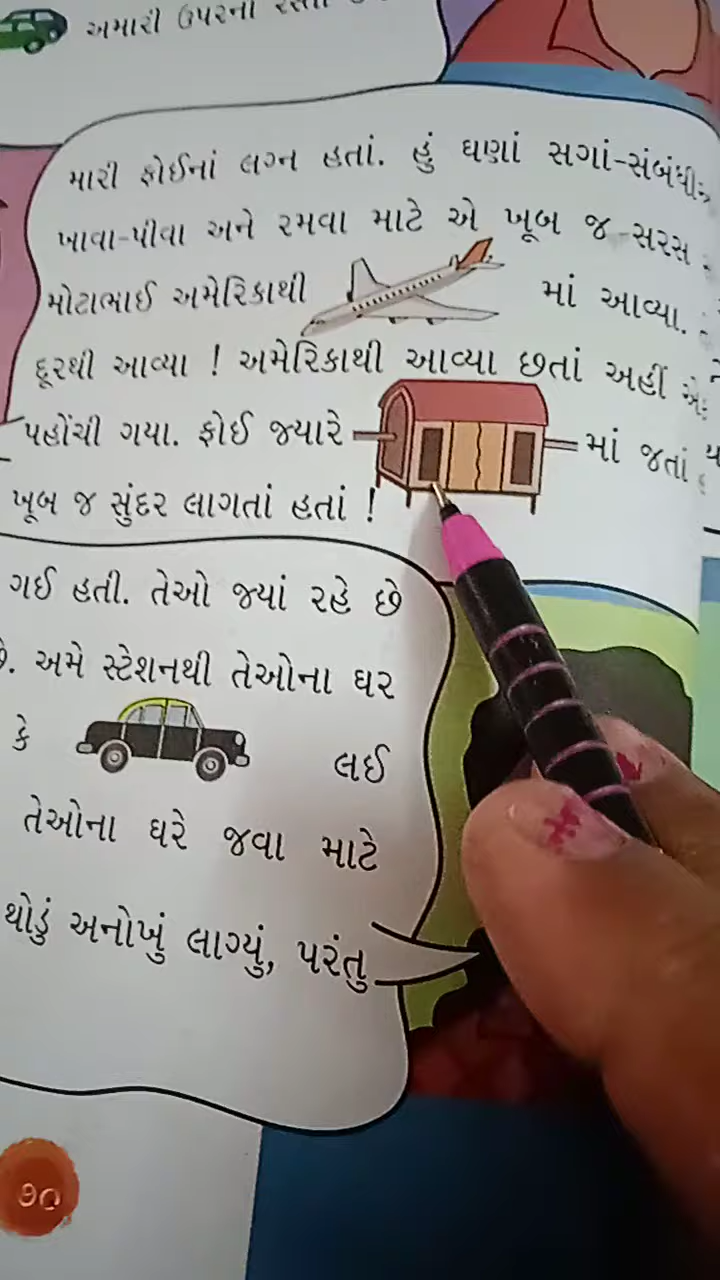 અમારી ઉપરના રસ્તા
મારી ફોઈનાં લગ્ન હતાં. હું ઘણાં સગાં-સંબંધીઓ
ખાવા-પીવા અને રમવા માટે એ ખૂબ જ સરસ
મોટાભાઈ અમેરિકાથી માં આવ્યા.
દૂરથી આવ્યા ! અમેરિકાથી આવ્યા છતાં અહીં
પહોંચી ગયા. ફોઈ જ્યારે માં જતાં
ખૂબ જ સુંદર લાગતાં હતાં !
ગઈ હતી. તેઓ જ્યાં રહે છે
છે. અમે સ્ટેશનથી તેઓના ઘર
કે લઈ
તેઓના ઘરે જવા માટે
થોડું અનોખું લાગ્યું, પરંતુ
૭૦